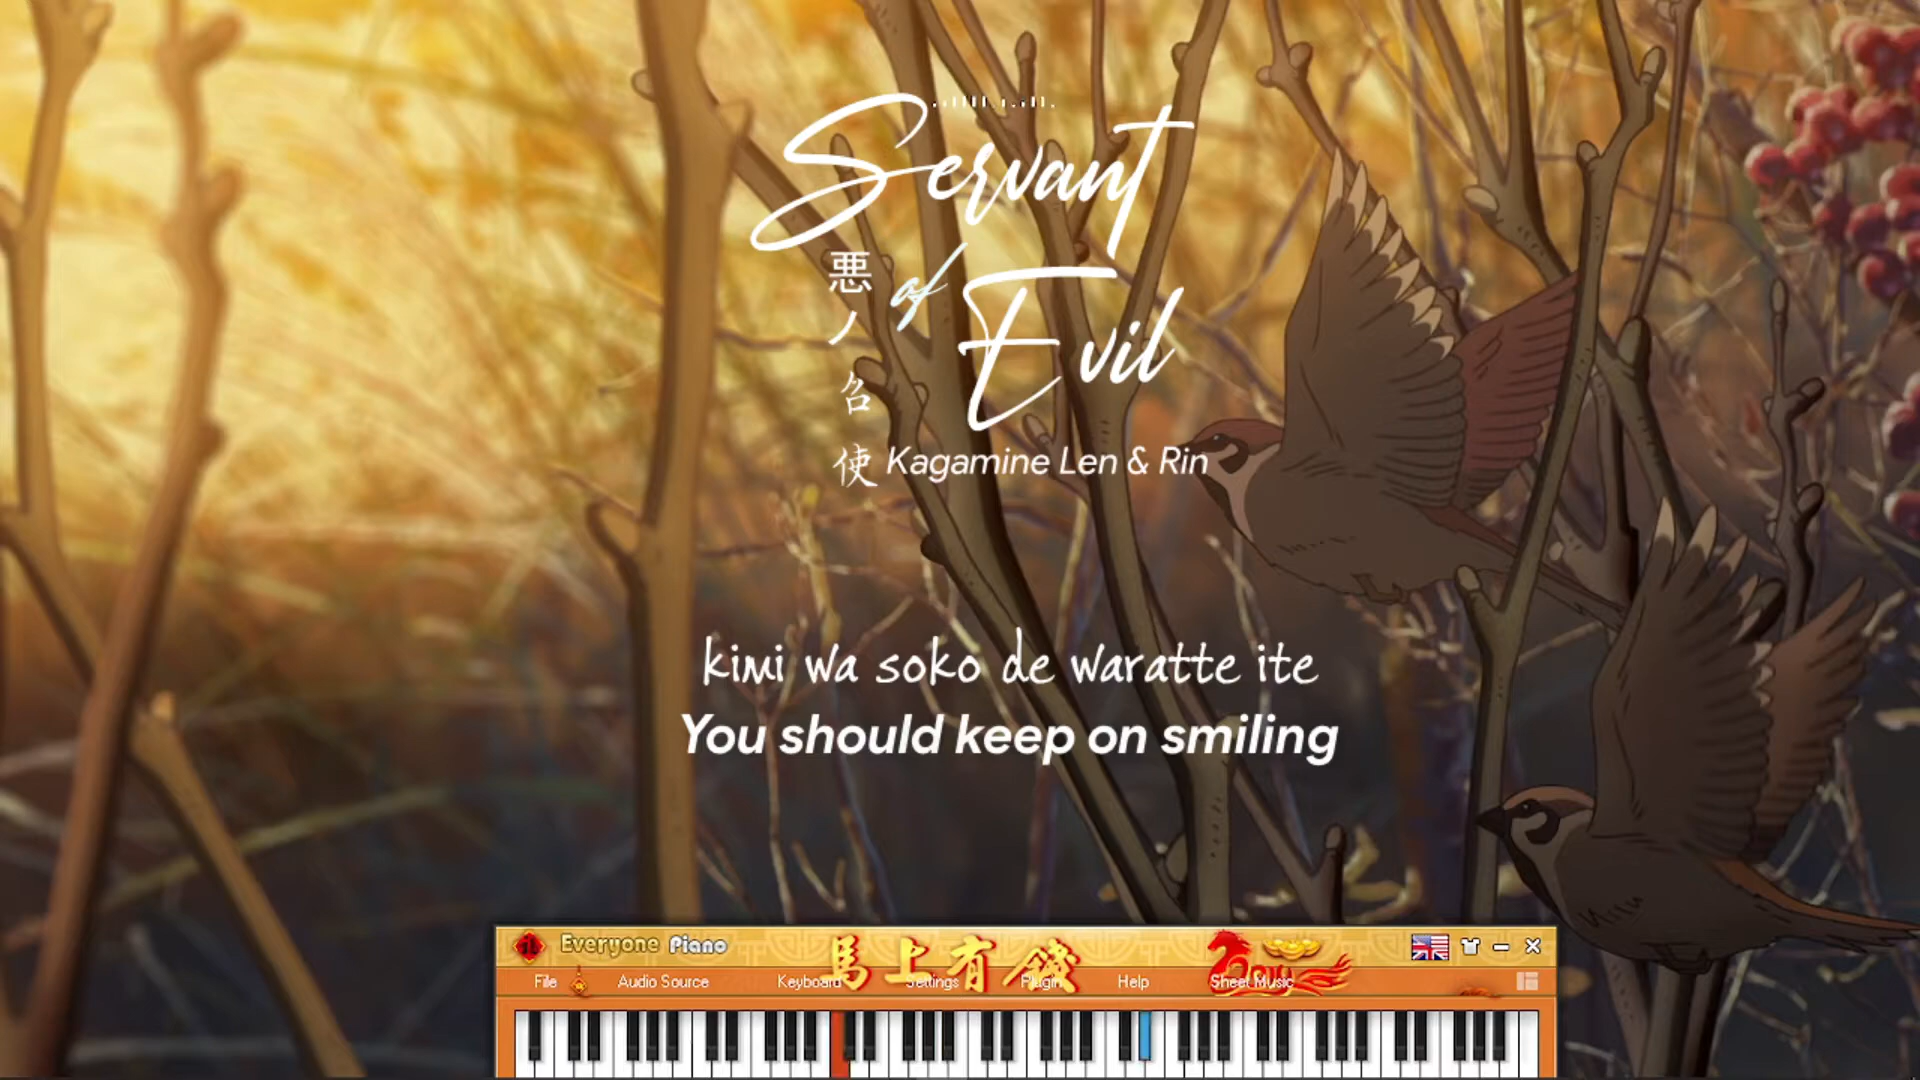 Servant
of
Evil
悪
ノ
召
使
Kagamine Len & Rin
kimi wa soko de waratte ite
You should keep on smiling
Everyone Piano
馬上有錢
File Audio Source Keyboard Settings Plugin Help Sheet Music